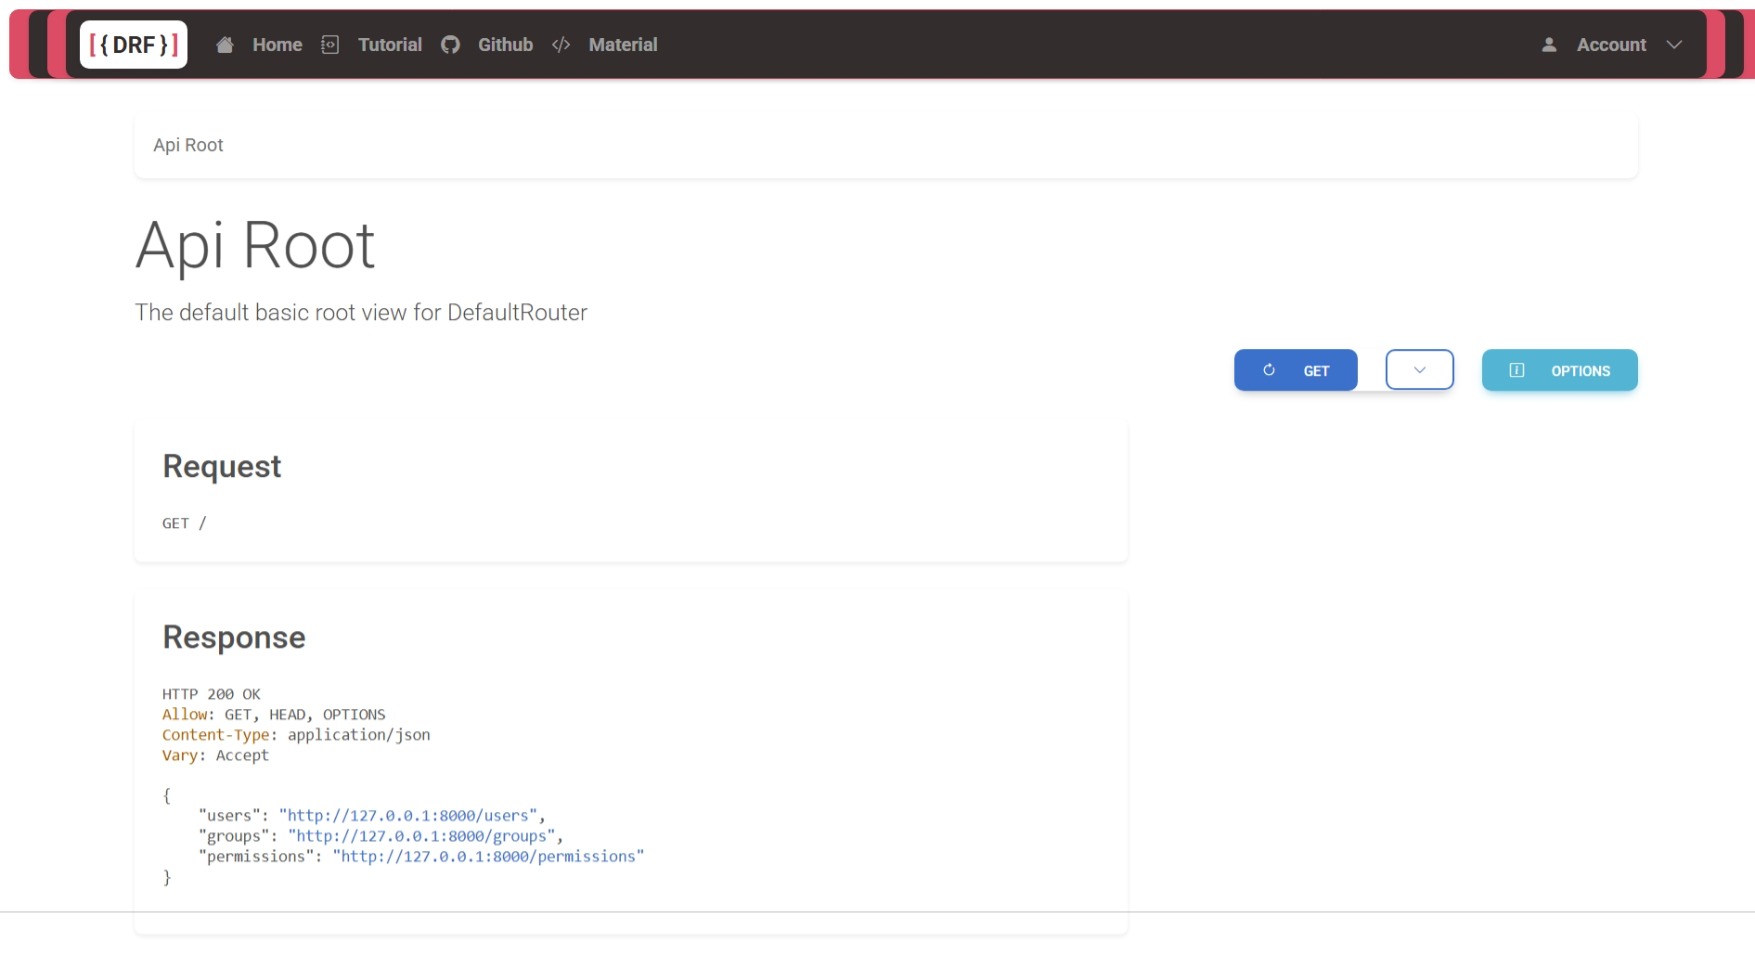 [{DRF}] Home Tutorial Github </> Material Account
Api Root
Api Root
The default basic root view for DefaultRouter
GET OPTIONS
Request
GET /
Response
HTTP 200 OK
Allow: GET, HEAD, OPTIONS
Content-Type: application/json
Vary: Accept
{
    "users": "http://127.0.0.1:8000/users",
    "groups": "http://127.0.0.1:8000/groups",
    "permissions": "http://127.0.0.1:8000/permissions"
}